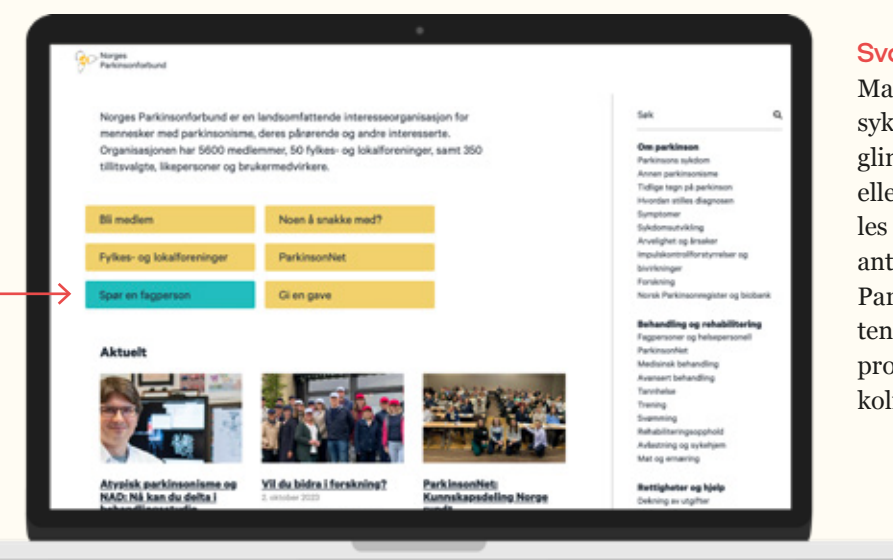 Norges
Parkinsonforbund
Norges Parkinsonforbund er en landsomfattende interesseorganisasjon for
mennesker med parkinsonisme, deres pårørende og andre interesserte.
Organisasjonen har 5600 medlemmer, 50 fylkes- og lokalforeninger, samt 350
tillitsvalgte, likepersoner og brukermedvirkere.
Bli medlem
Noen å snakke med?
Fylkes- og lokalforeninger
ParkinsonNet
Spør en fagperson
Gi en gave
Aktuelt
Atypisk parkinsonisme og
NAD: Nå kan du delta i
behandlingsstudie
Vil du bidra i forskning?
2. oktober 2023
ParkinsonNet:
Kunnskapsdeling Norge
rundt
Søk
Om parkinson
Parkinsons sykdom
Annen parkinsonisme
Tidlige tegn på parkinson
Hvordan stilles diagnosen
Symptomer
Sykdomsutvikling
Arvelighet og årsaker
Impulskontrollforstyrrelser og
bivirkninger
Forskning
Norsk Parkinsonregister og biobank
Behandling og rehabilitering
Fagpersoner og helsepersonell
ParkinsonNet
Medisinsk behandling
Avansert behandling
Tannhelse
Trening
Svømming
Rehabiliteringsopphold
Avlastning og sykehjem
Mat og ernæring
Rettigheter og hjelp
Dekning av utgifter
Sv
Ma
syk
glin
elle
les
ant
Par
ten
pro
kol